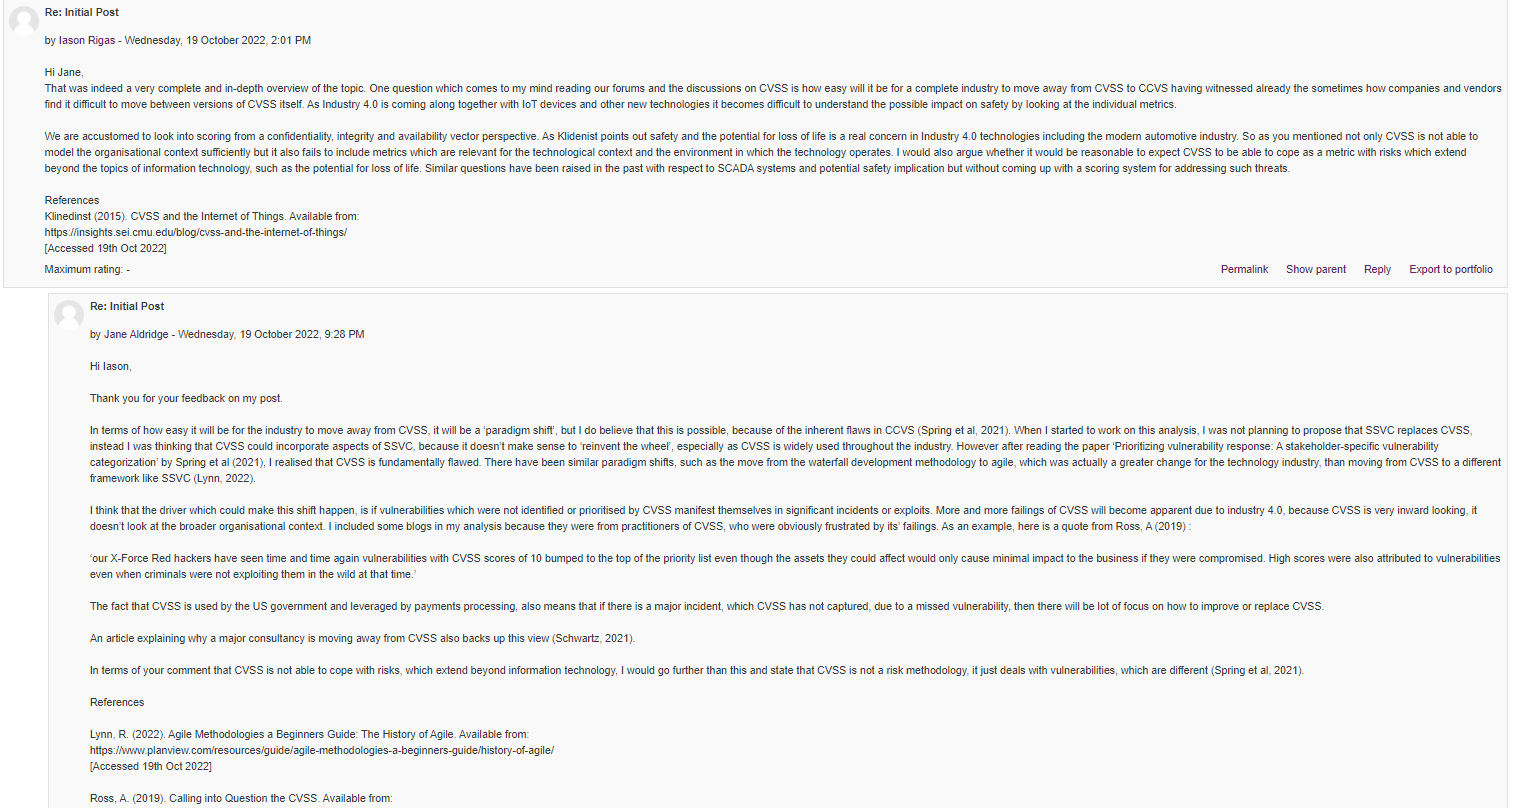 Re: Initial Post
by Iason Rigas - Wednesday, 19 October 2022, 2:01 PM
Hi Jane,
That was indeed a very complete and in-depth overview of the topic. One question which comes to my mind reading our forums and the discussions on CVSS is how easy will it be for a complete industry to move away from CVSS to CCVS having witnessed already the sometimes how companies and vendors
find it difficult to move between versions of CVSS itself. As Industry 4.0 is coming along together with IoT devices and other new technologies it becomes difficult to understand the possible impact on safety by looking at the individual metrics.
We are accustomed to look into scoring from a confidentiality, integrity and availability vector perspective. As Klidenist points out safety and the potential for loss of life is a real concern in Industry 4.0 technologies including the modern automotive industry. So as you mentioned not only CVSS is not able to
model the organisational context sufficiently but it also fails to include metrics which are relevant for the technological context and the environment in which the technology operates. I would also argue whether it would be reasonable to expect CVSS to be able to cope as a metric with risks which extend
beyond the topics of information technology, such as the potential for loss of life. Similar questions have been raised in the past with respect to SCADA systems and potential safety implication but without coming up with a scoring system for addressing such threats.
References
Klinedinst (2015). CVSS and the Internet of Things. Available from:
https://insights.sei.cmu.edu/blog/cvss-and-the-internet-of-things/
[Accessed 19th Oct 2022]
Maximum rating: -
Permalink Show parent Reply Export to portfolio
Re: Initial Post
by Jane Aldridge - Wednesday, 19 October 2022, 9:28 PM
Hi Iason,
Thank you for your feedback on my post.
In terms of how easy it will be for the industry to move away from CVSS, it will be a 'paradigm shift', but I do believe that this is possible, because of the inherent flaws in CCVS (Spring et al, 2021). When I started to work on this analysis, I was not planning to propose that SSVC replaces CVSS,
instead I was thinking that CVSS could incorporate aspects of SSVC, because it doesn't make sense to 'reinvent the wheel', especially as CVSS is widely used throughout the industry. However after reading the paper 'Prioritizing vulnerability response: A stakeholder-specific vulnerability
categorization' by Spring et al (2021), I realised that CVSS is fundamentally flawed. There have been similar paradigm shifts, such as the move from the waterfall development methodology to agile, which was actually a greater change for the technology industry, than moving from CVSS to a different
framework like SSVC (Lynn, 2022).
I think that the driver which could make this shift happen, is if vulnerabilities which were not identified or prioritised by CVSS manifest themselves in significant incidents or exploits. More and more failings of CVSS will become apparent due to industry 4.0, because CVSS is very inward looking, it
doesn't look at the broader organisational context. I included some blogs in my analysis because they were from practitioners of CVSS, who were obviously frustrated by its' failings. As an example, here is a quote from Ross, A (2019) :
'our X-Force Red hackers have seen time and time again vulnerabilities with CVSS scores of 10 bumped to the top of the priority list even though the assets they could affect would only cause minimal impact to the business if they were compromised. High scores were also attributed to vulnerabilities
even when criminals were not exploiting them in the wild at that time.'
The fact that CVSS is used by the US government and leveraged by payments processing, also means that if there is a major incident, which CVSS has not captured, due to a missed vulnerability, then there will be lot of focus on how to improve or replace CVSS.
An article explaining why a major consultancy is moving away from CVSS also backs up this view (Schwartz, 2021).
In terms of your comment that CVSS is not able to cope with risks, which extend beyond information technology, I would go further than this and state that CVSS is not a risk methodology, it just deals with vulnerabilities, which are different (Spring et al, 2021).
References
Lynn, R. (2022). Agile Methodologies a Beginners Guide: The History of Agile. Available from:
https://www.planview.com/resources/guide/agile-methodologies-a-beginners-guide/history-of-agile/
[Accessed 19th Oct 2022]
Ross, A. (2019). Calling into Question the CVSS. Available from: